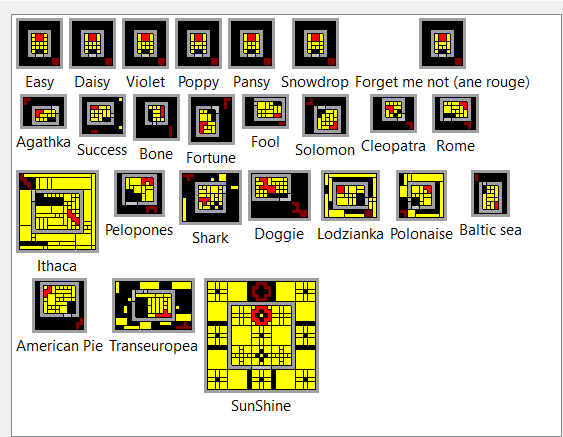 Easy Daisy Violet Poppy Pansy Snowdrop Forget me not (ane rouge)
Agathka Success Bone Fortune Fool Solomon Cleopatra Rome
Ithaca Pelopones Shark Doggie Lodzianka Polonaise Baltic sea
American Pie Transeuropea SunShine